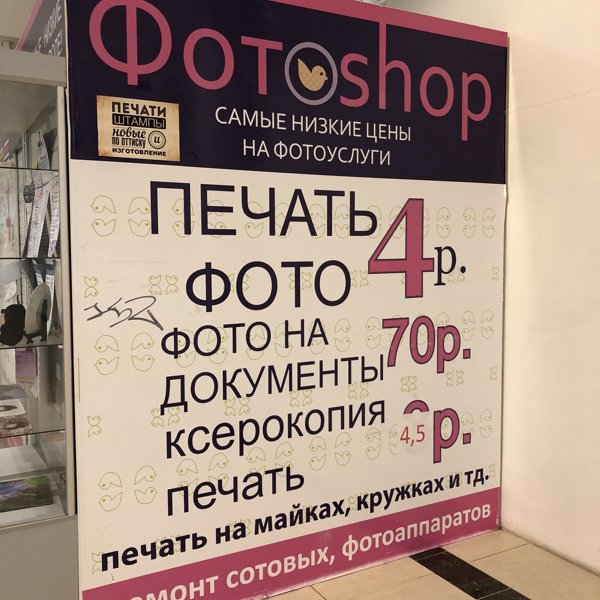 Фотоshop
САМЫЕ НИЗКИЕ ЦЕНЫ
НА ФОТОУСЛУГИ
ПЕЧАТИ
ШТАМПЫ
НОВЫЕ И
ПО ОТТИСКУ
ИЗГОТОВЛЕНИЕ
ПЕЧАТЬ
ФОТО 4р.
ФОТО НА
ДОКУМЕНТЫ 70р.
ксерокопия
печать 4,5 р.
печать на майках, кружках и тд.
сотовых, фотоаппаратов